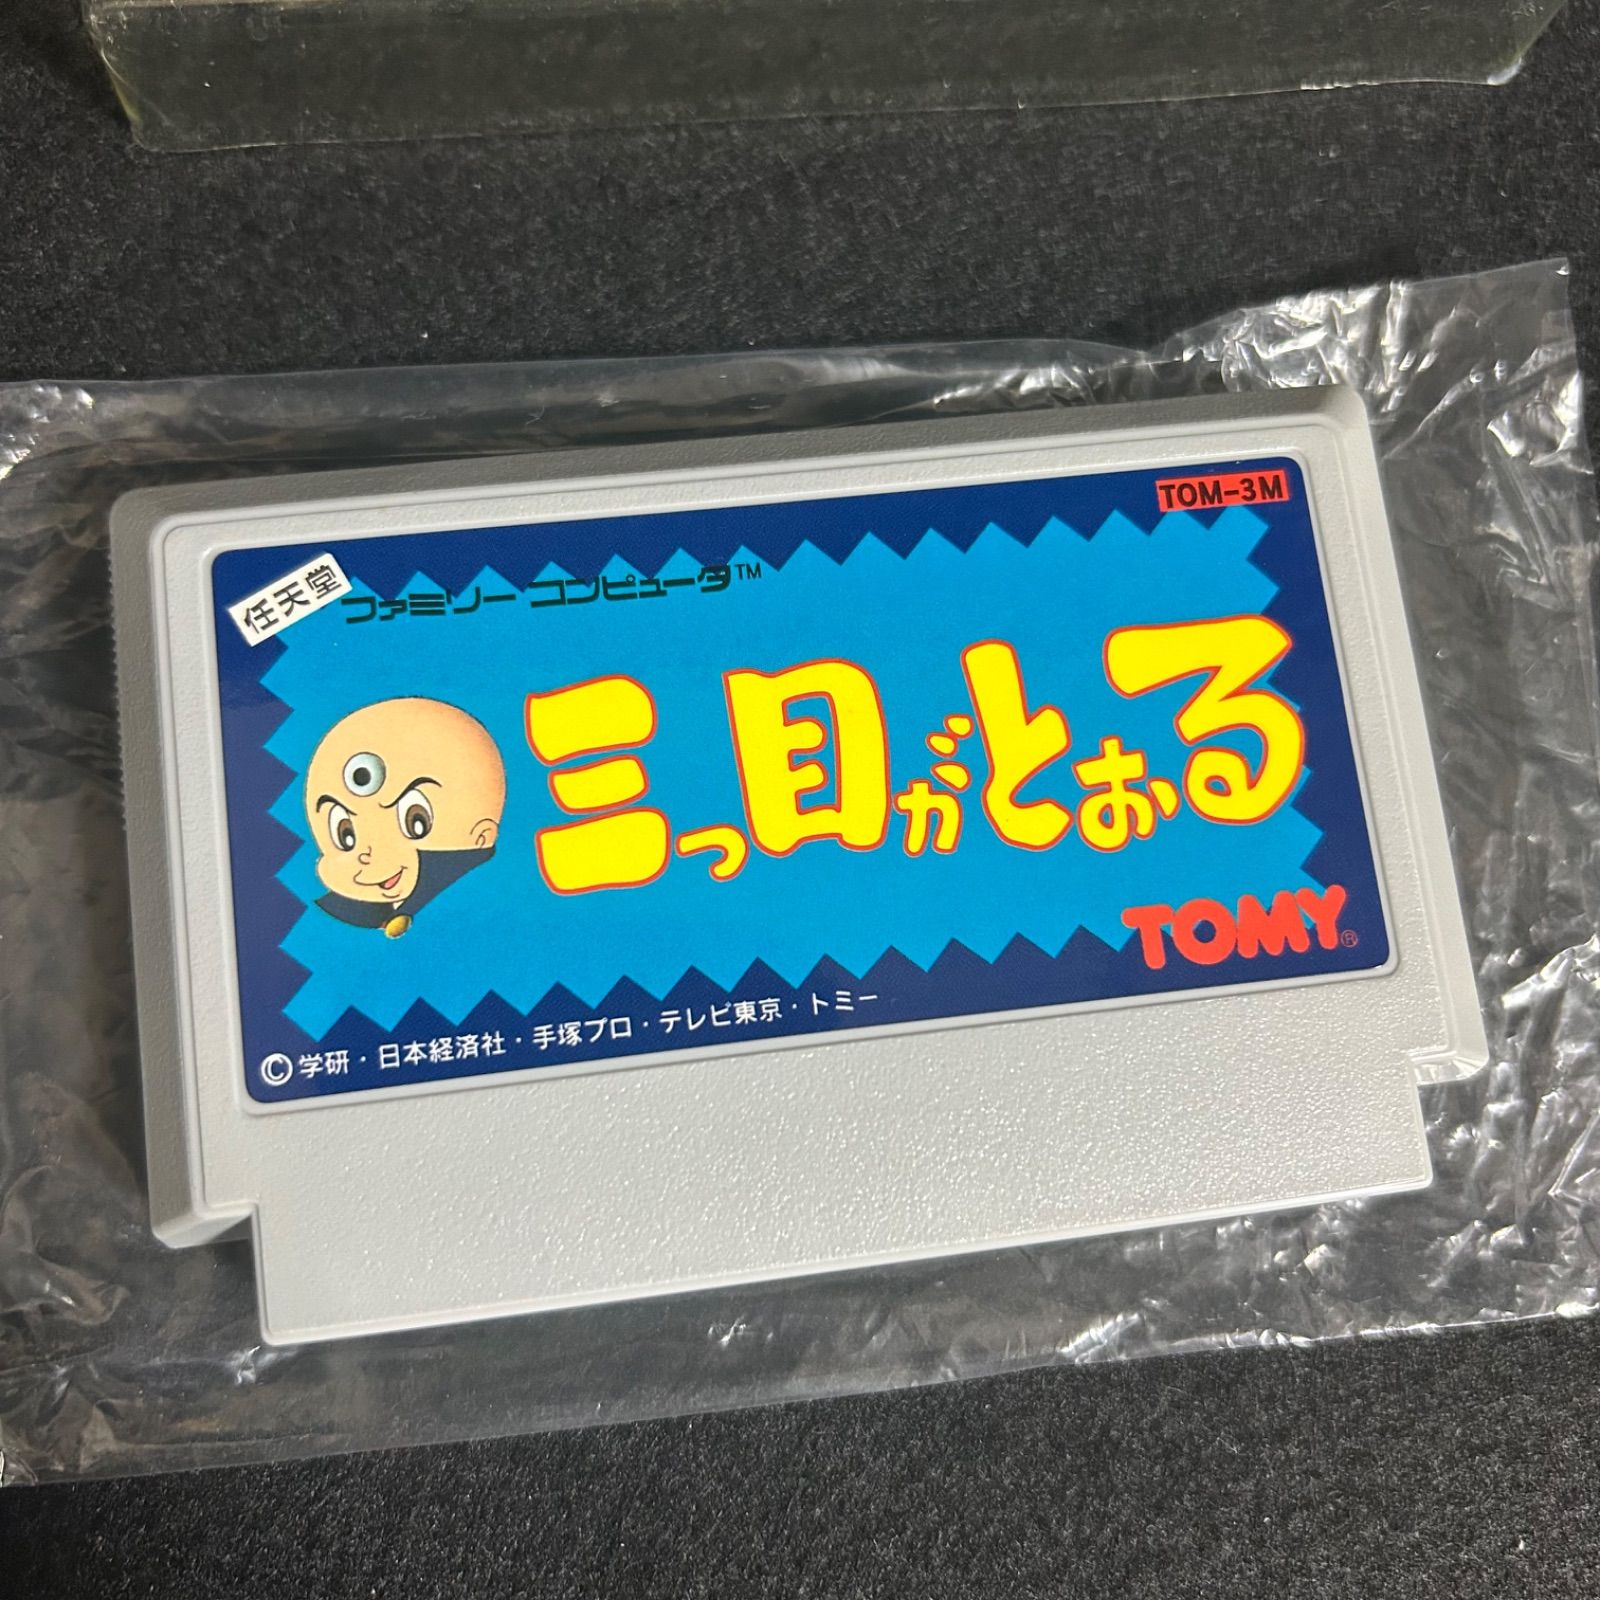 TOM-3M
任天堂
ファミリー コンピュータ™
三つ目がとおる
TOMY®
©学研・日本経済社・手塚プロ・テレビ東京・トミー